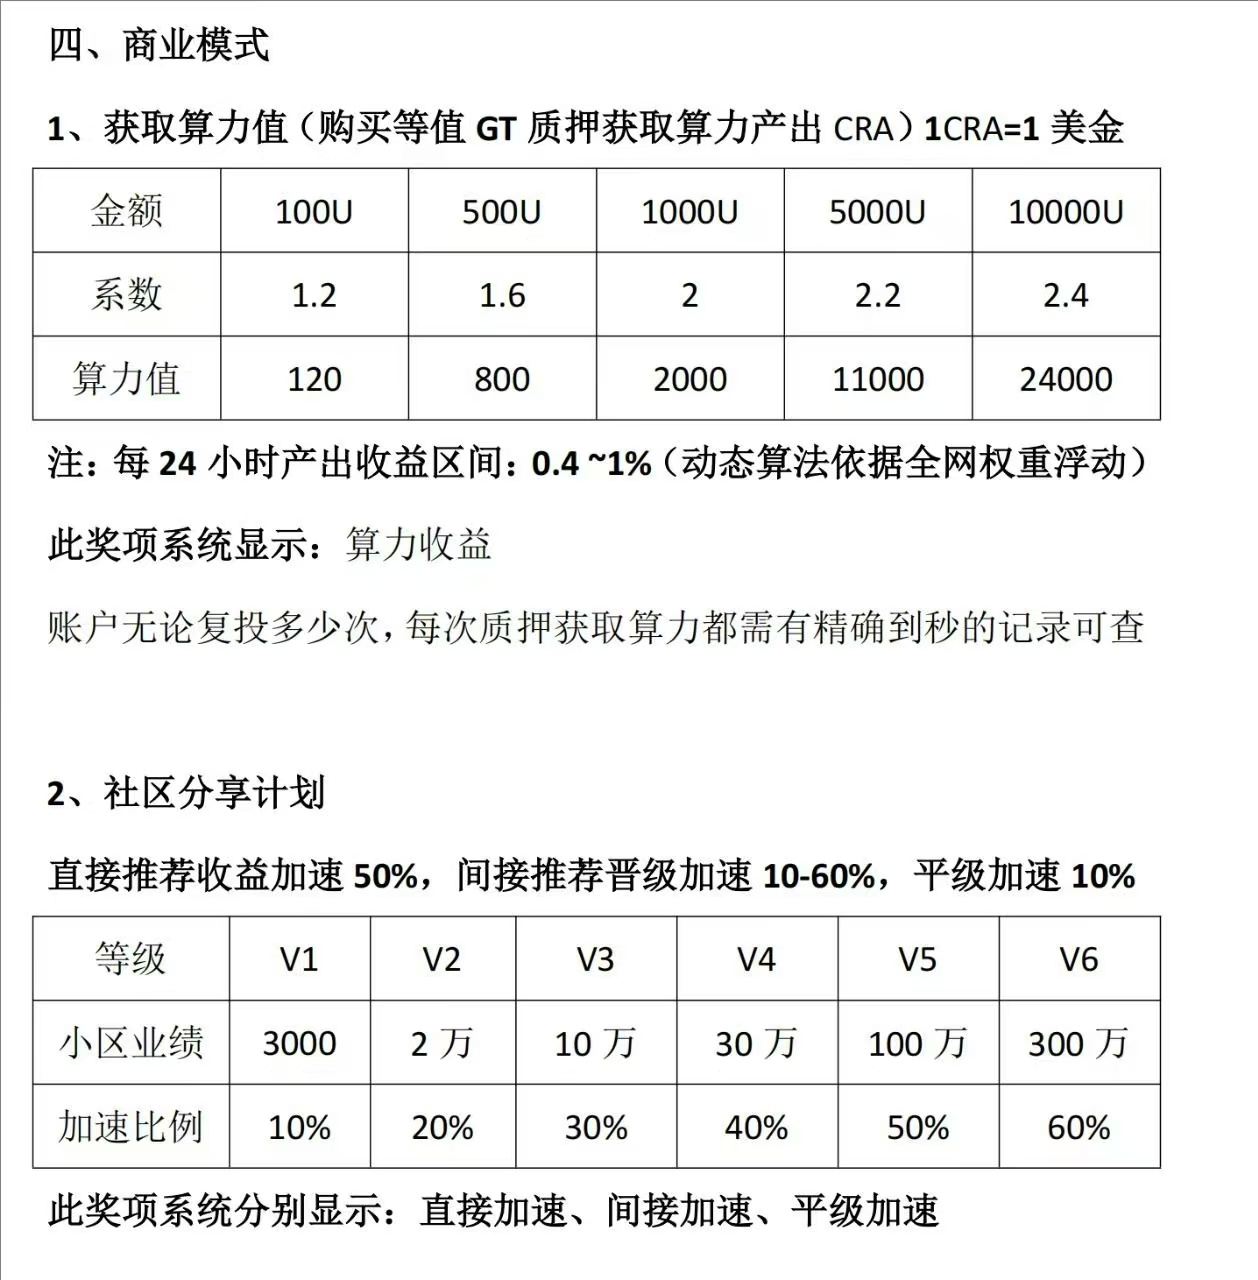 四、商业模式
1、获取算力值（购买等值 GT 质押获取算力产出 CRA）1CRA=1 美金
金额 100U 500U 1000U 5000U 10000U
系数 1.2 1.6 2 2.2 2.4
算力值 120 800 2000 11000 24000
注：每 24 小时产出收益区间：0.4 ~1%（动态算法依据全网权重浮动）
此奖项系统显示：算力收益
账户无论复投多少次，每次质押获取算力都需有精确到秒的记录可查
2、社区分享计划
直接推荐收益加速 50%，间接推荐晋级加速 10-60%，平级加速 10%
等级 V1 V2 V3 V4 V5 V6
小区业绩 3000 2 万 10 万 30 万 100 万 300 万
加速比例 10% 20% 30% 40% 50% 60%
此奖项系统分别显示：直接加速、间接加速、平级加速